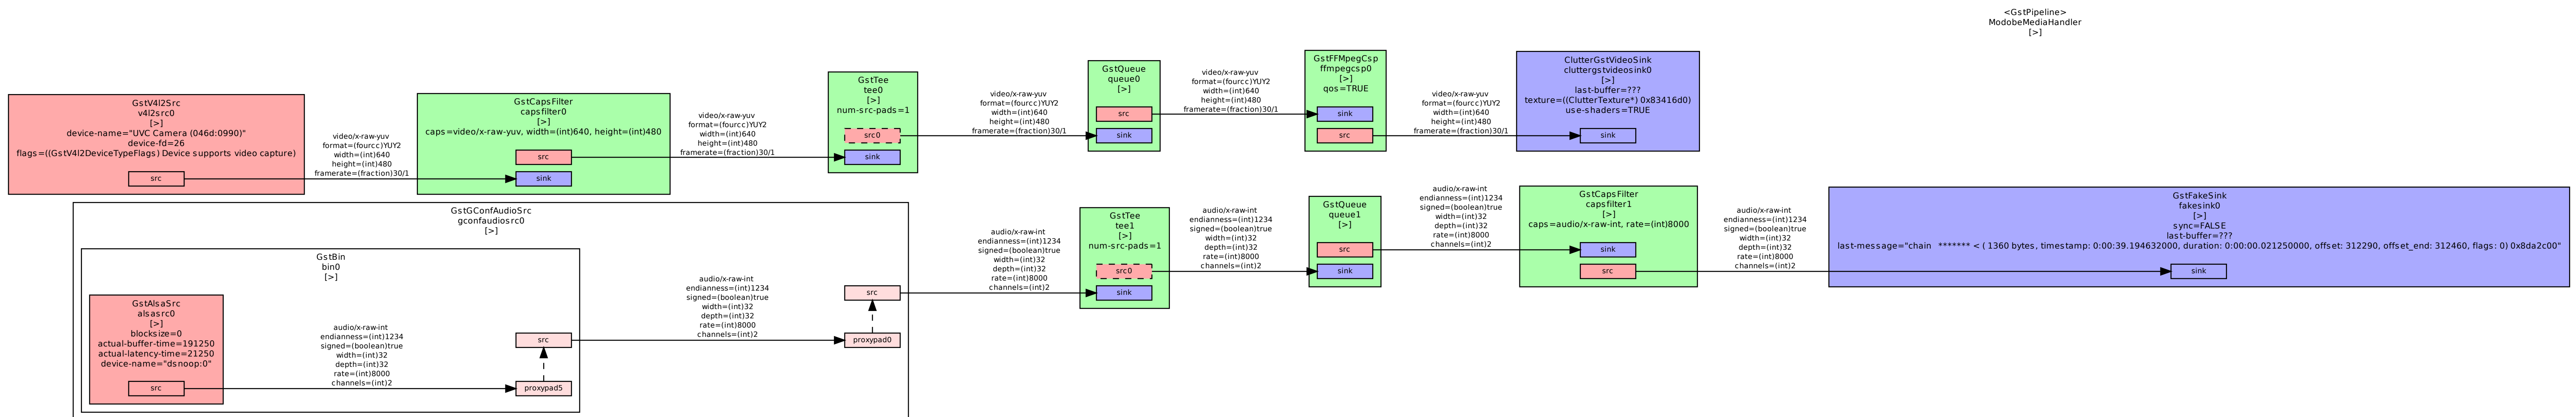 <GstPipeline>
ModobeMediaHandler
[>]
GstV4l2Src
v4l2src0
[>]
device-name="UVC Camera (046d:0990)"
device-fd=26
flags=((GstV4l2DeviceTypeFlags) Device supports video capture)
src
video/x-raw-yuv
format=(fourcc)YUY2
width=(int)640
height=(int)480
framerate=(fraction)30/1
GstCapsFilter
capsfilter0
[>]
caps=video/x-raw-yuv, width=(int)640, height=(int)480
src
sink
video/x-raw-yuv
format=(fourcc)YUY2
width=(int)640
height=(int)480
framerate=(fraction)30/1
GstTee
tee0
[>]
num-src-pads=1
src0
sink
video/x-raw-yuv
format=(fourcc)YUY2
width=(int)640
height=(int)480
framerate=(fraction)30/1
GstQueue
queue0
[>]
src
sink
video/x-raw-yuv
format=(fourcc)YUY2
width=(int)640
height=(int)480
framerate=(fraction)30/1
GstFFMpegCsp
ffmpegcsp0
[>]
qos=TRUE
sink
src
video/x-raw-yuv
format=(fourcc)YUY2
width=(int)640
height=(int)480
framerate=(fraction)30/1
ClutterGstVideoSink
cluttergstvideosink0
[>]
last-buffer=???
texture=((ClutterTexture*) 0x83416d0)
use-shaders=TRUE
sink
GstGConfAudioSrc
gconfaudiosrc0
[>]
GstBin
bin0
[>]
GstAlsaSrc
alsasrc0
[>]
blocksize=0
actual-buffer-time=191250
actual-latency-time=21250
device-name="dsnoop:0"
src
audio/x-raw-int
endianness=(int)1234
signed=(boolean)true
width=(int)32
depth=(int)32
rate=(int)8000
channels=(int)2
src
proxypad5
audio/x-raw-int
endianness=(int)1234
signed=(boolean)true
width=(int)32
depth=(int)32
rate=(int)8000
channels=(int)2
src
proxypad0
audio/x-raw-int
endianness=(int)1234
signed=(boolean)true
width=(int)32
depth=(int)32
rate=(int)8000
channels=(int)2
GstTee
tee1
[>]
num-src-pads=1
src0
sink
audio/x-raw-int
endianness=(int)1234
signed=(boolean)true
width=(int)32
depth=(int)32
rate=(int)8000
channels=(int)2
GstQueue
queue1
[>]
src
sink
audio/x-raw-int
endianness=(int)1234
signed=(boolean)true
width=(int)32
depth=(int)32
rate=(int)8000
channels=(int)2
GstCapsFilter
capsfilter1
[>]
caps=audio/x-raw-int, rate=(int)8000
sink
src
audio/x-raw-int
endianness=(int)1234
signed=(boolean)true
width=(int)32
depth=(int)32
rate=(int)8000
channels=(int)2
GstFakeSink
fakesink0
[>]
sync=FALSE
last-buffer=???
last-message="chain ******* < ( 1360 bytes, timestamp: 0:00:39.194632000, duration: 0:00:00.021250000, offset: 312290, offset_end: 312460, flags: 0) 0x8da2c00"
sink